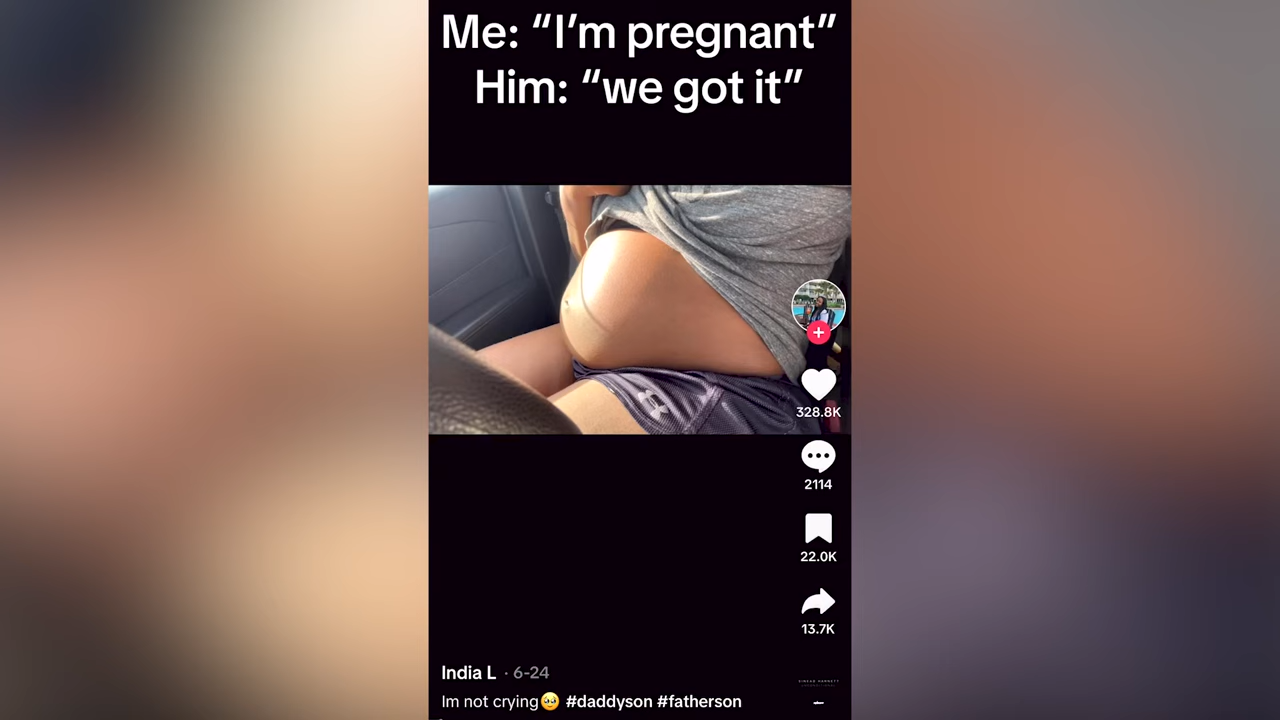 Me: “I’m pregnant”
Him: “we got it”
328.8K
2114
22.0K
13.7K
India L · 6-24
Im not crying🥹 #daddyson #fatherson